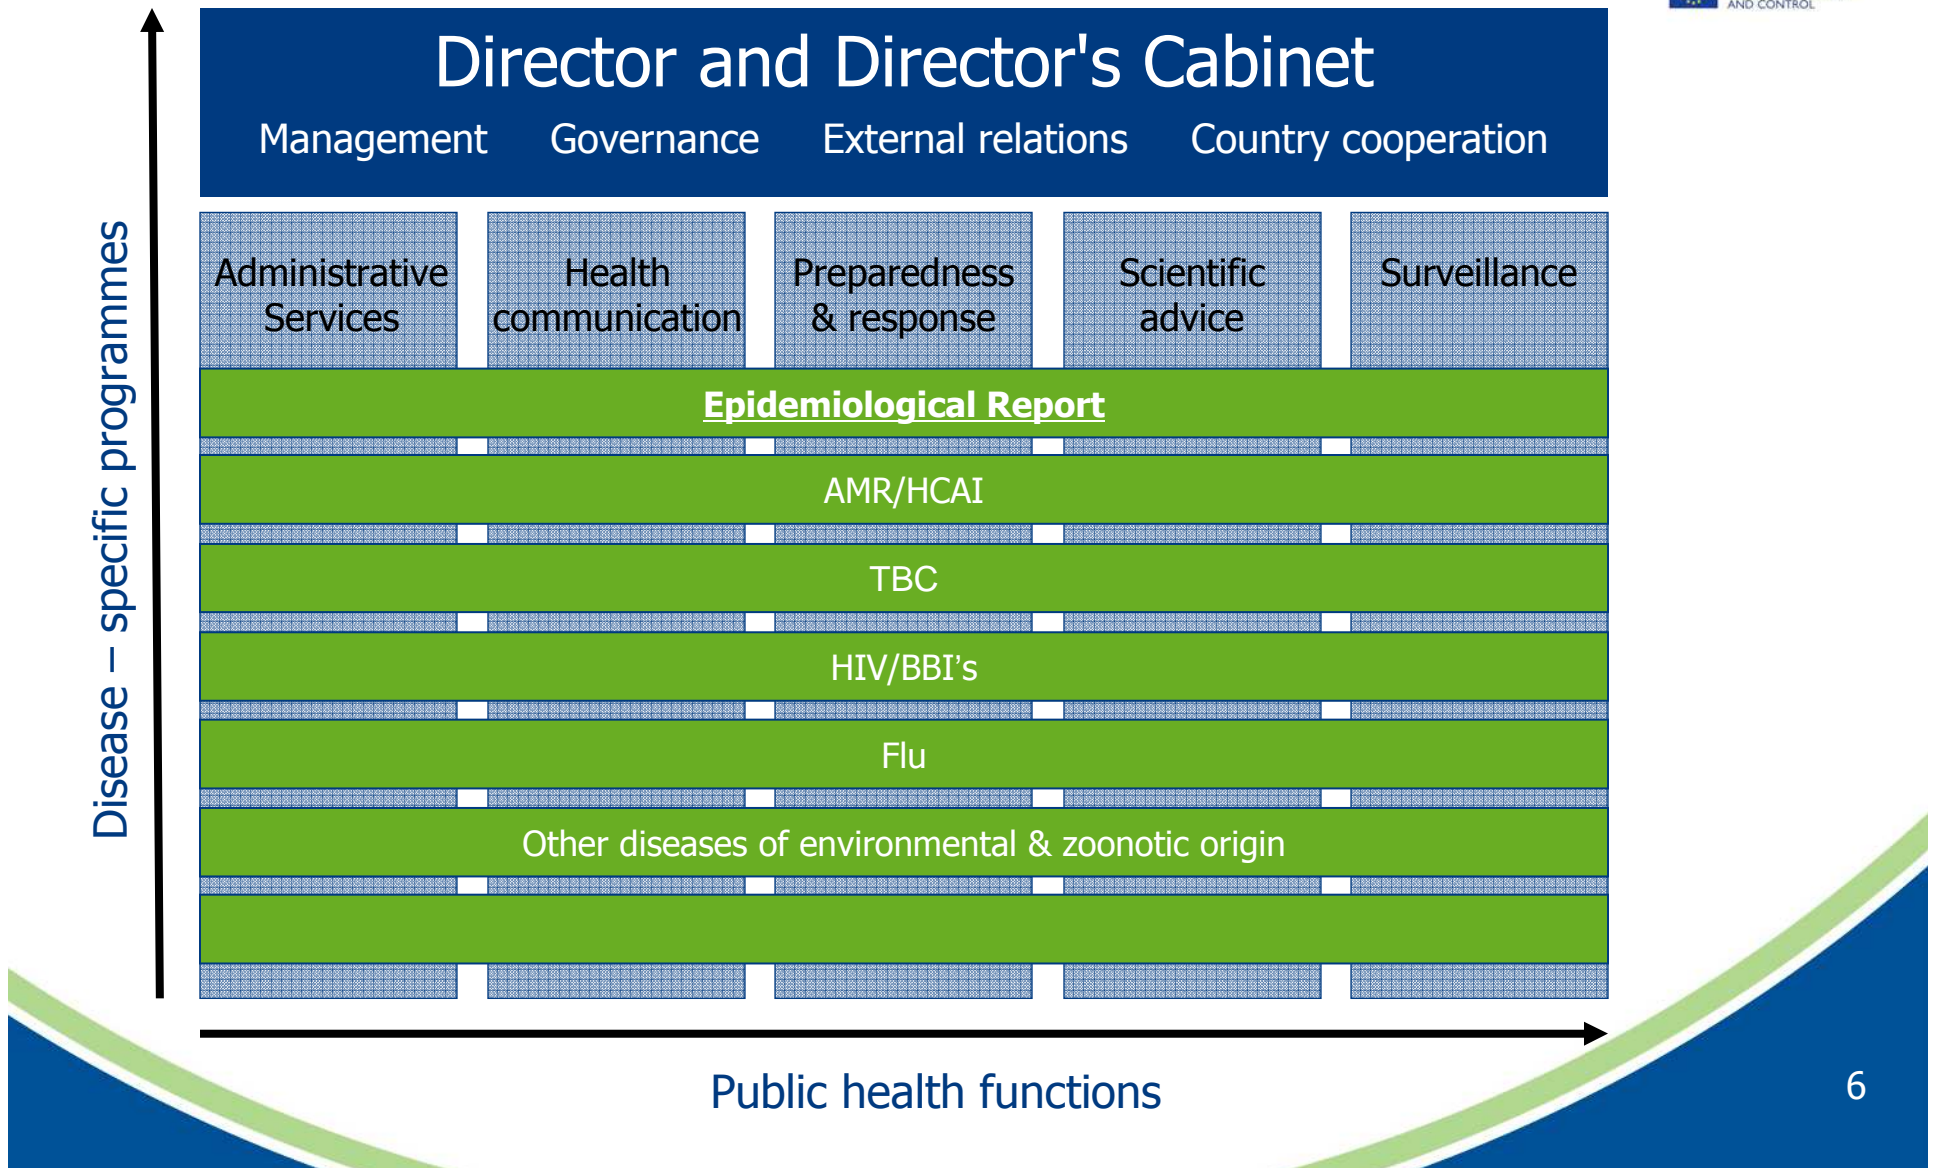 AND CONTROL
Director and Director's Cabinet
Management Governance External relations Country cooperation
Administrative
Services
Health
communication
Preparedness
& response
Scientific
advice
Surveillance
Epidemiological Report
AMR/HCAI
TBC
HIV/BBI’s
Flu
Other diseases of environmental & zoonotic origin
Disease – specific programmes
Public health functions
6